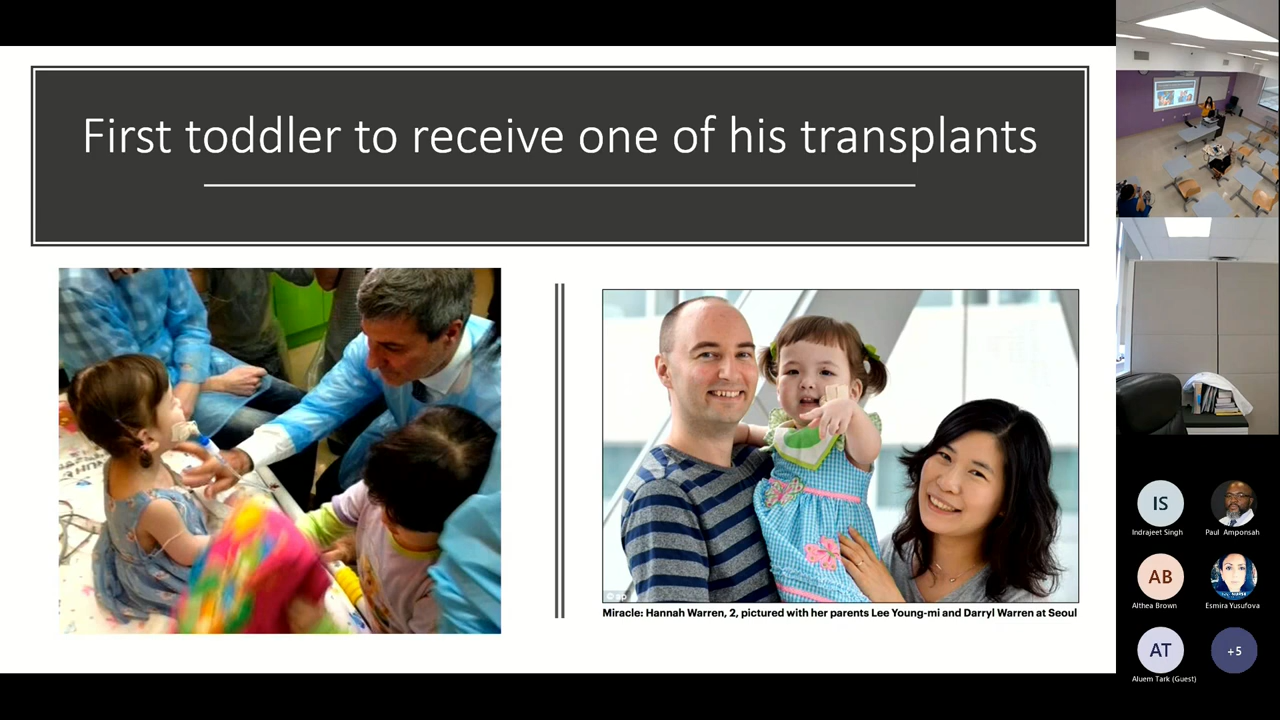 First toddler to receive one of his transplants
© ap
Miracle: Hannah Warren, 2, pictured with her parents Lee Young-mi and Darryl Warren at Seoul
IS
Indrajeet Singh
Paul Amponsah
AB
Althea Brown
Esmira Yusufova
AT
+5
Aluem Tark (Guest)